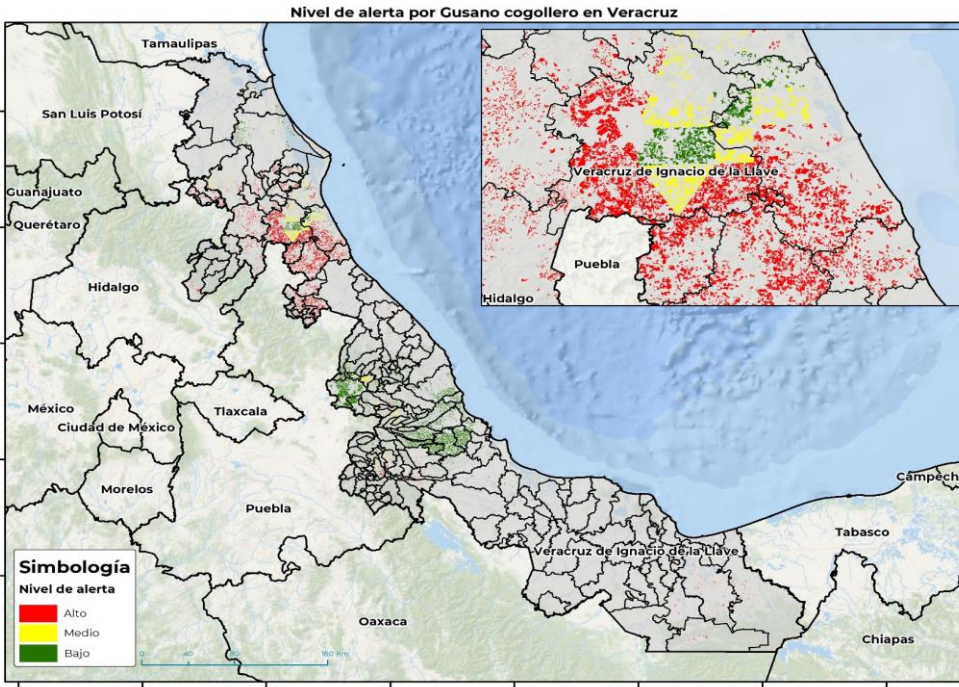 Nivel de alerta por Gusano cogollero en Veracruz
Tamaulipas
San Luis Potosí
Guanajuato
Querétaro
Hidalgo
México
Ciudad de México
Tlaxcala
Morelos
Puebla
Oaxaca
Veracruz de Ignacio de la Llave
Campech
Tabasco
Chiapas
Veracruz de Ignacio de la Llave
Puebla
Hidalgo
Simbología
Nivel de alerta
Alto
Medio
Bajo
0 40 80 160 Km